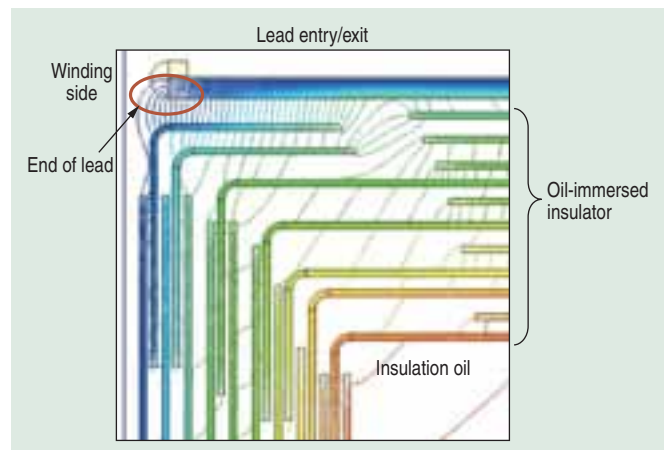 Lead entry/exit
Winding
side
End of lead
Oil-immersed
insulator
Insulation oil